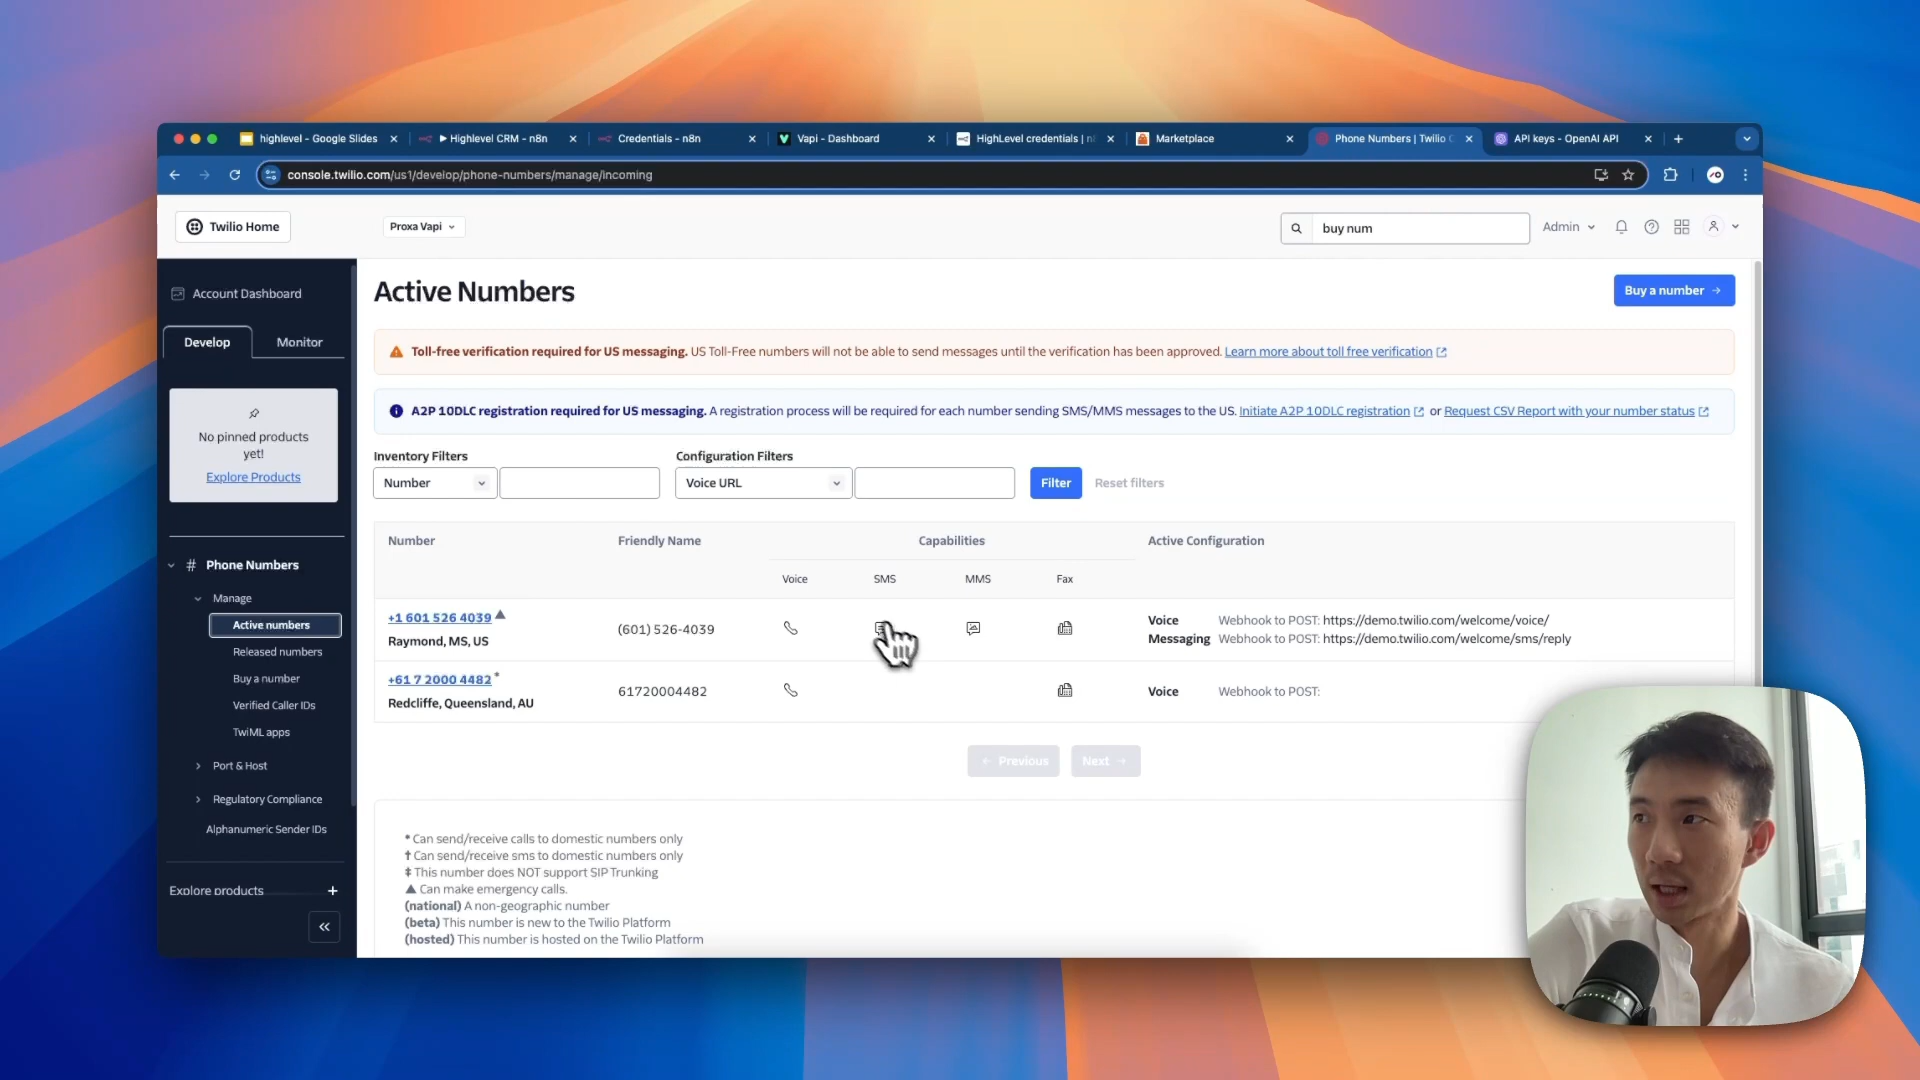 highlevel - Google Slides
Highlevel CRM - n8n
Credentials - n8n
Vapi - Dashboard
HighLevel credentials | n
Marketplace
Phone Numbers | Twilio C
API keys - OpenAI API
console.twilio.com/us1/develop/phone-numbers/manage/incoming
Twilio Home
Proxa Vapi
buy num
Admin
Account Dashboard
Develop
Monitor
No pinned products
yet!
Explore Products
# Phone Numbers
Manage
Active numbers
Released numbers
Buy a number
Verified Caller IDs
TwiML apps
Port & Host
Regulatory Compliance
Alphanumeric Sender IDs
Explore products +
Active Numbers
Buy a number →
Toll-free verification required for US messaging. US Toll-Free numbers will not be able to send messages until the verification has been approved. Learn more about toll free verification
A2P 10DLC registration required for US messaging. A registration process will be required for each number sending SMS/MMS messages to the US. Initiate A2P 10DLC registration or Request CSV Report with your number status
Inventory Filters
Configuration Filters
Number
Voice URL
Filter
Reset filters
Number
Friendly Name
Capabilities
Active Configuration
Voice
SMS
MMS
Fax
+1 601 526 4039 ▲
Raymond, MS, US
(601) 526-4039
Voice Webhook to POST: https://demo.twilio.com/welcome/voice/
Messaging Webhook to POST: https://demo.twilio.com/welcome/sms/reply
+61 7 2000 4482 *
Redcliffe, Queensland, AU
61720004482
Voice Webhook to POST:
← Previous
Next →
* Can send/receive calls to domestic numbers only
† Can send/receive sms to domestic numbers only
‡ This number does NOT support SIP Trunking
▲ Can make emergency calls.
(national) A non-geographic number
(beta) This number is new to the Twilio Platform
(hosted) This number is hosted on the Twilio Platform